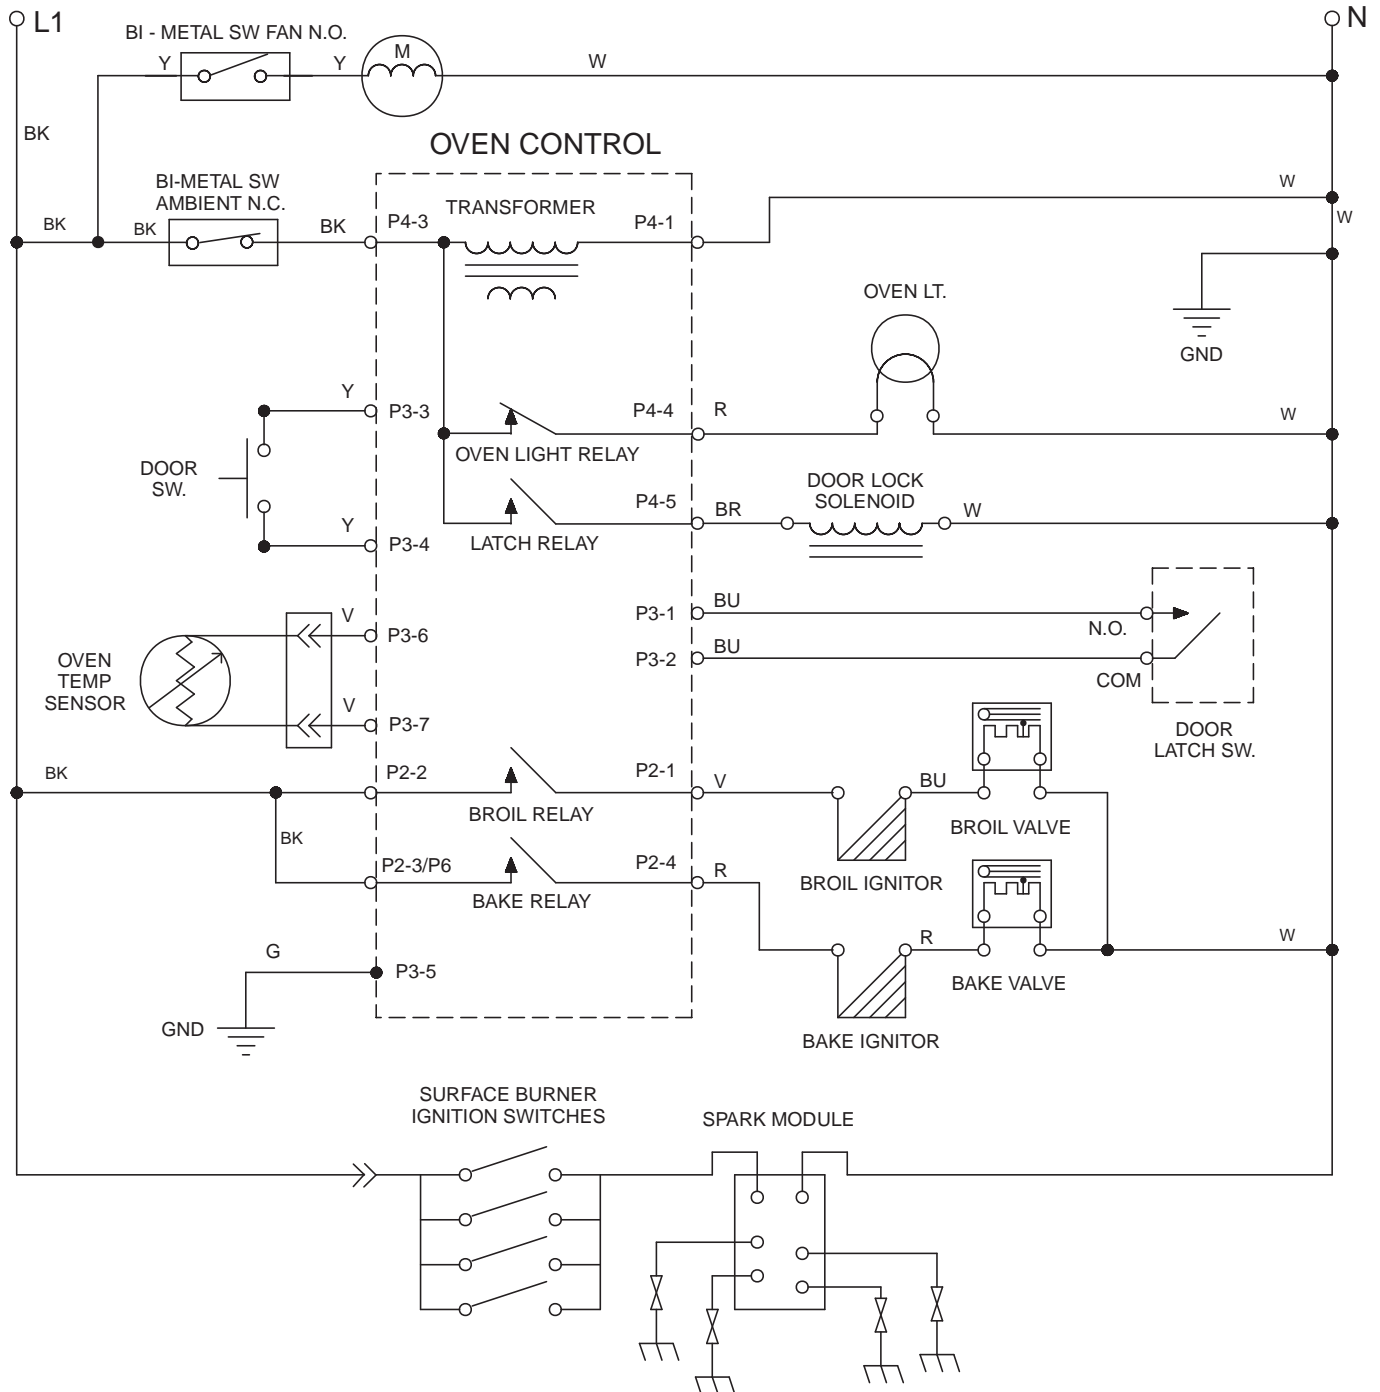 L1
N
BI - METAL SW FAN N.O.
Y
Y
M
W
BK
OVEN CONTROL
BI-METAL SW
AMBIENT N.C.
BK
BK
BK
P4-3
TRANSFORMER
P4-1
W
W
OVEN LT.
GND
Y
P3-3
P4-4
R
W
OVEN LIGHT RELAY
DOOR
SW.
DOOR LOCK
SOLENOID
P4-5
BR
W
Y
P3-4
LATCH RELAY
P3-1
BU
N.O.
V
P3-6
P3-2
BU
COM
OVEN
TEMP
SENSOR
V
P3-7
DOOR
LATCH SW.
BK
P2-2
P2-1
V
BU
BROIL RELAY
BROIL VALVE
BK
P2-3/P6
P2-4
R
BROIL IGNITOR
BAKE RELAY
R
W
G
P3-5
BAKE VALVE
GND
BAKE IGNITOR
SURFACE BURNER
IGNITION SWITCHES
SPARK MODULE